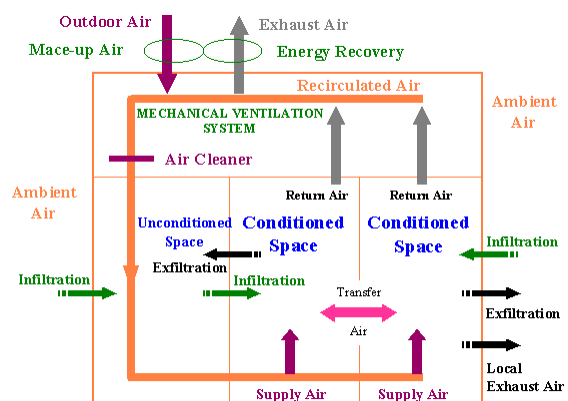 Outdoor Air
Exhaust Air
Mace-up Air
Energy Recovery
Recirculated Air
Ambient
Air
MECHANICAL VENTILATION
SYSTEM
Air Cleaner
Ambient
Air
Return Air
Return Air
Unconditioned
Space
Conditioned
Space
Conditioned
Space
Exfiltration
Infiltration
Infiltration
Infiltration
Transfer
Air
Exfiltration
Local
Exhaust Air
Supply Air
Supply Air